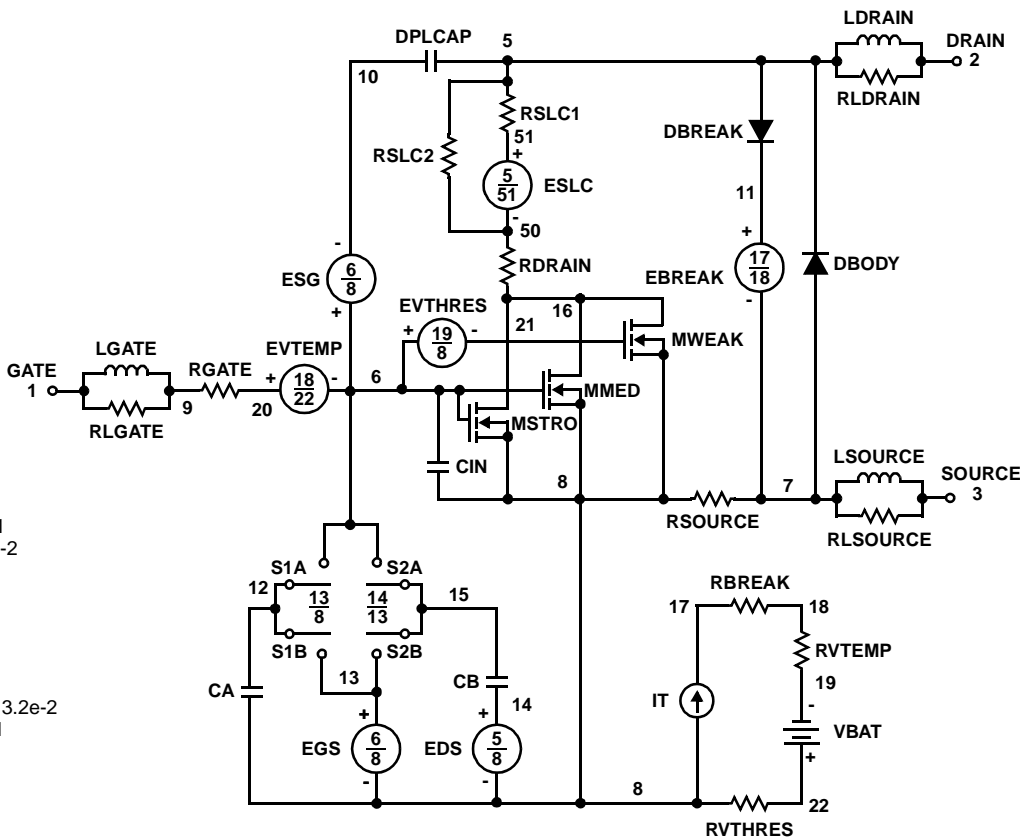 LDRAIN
DPLCAP 5 DRAIN
2
10
RLDRAIN
RSLC1
DBREAK
51
RSLC2 +
5
51 ESLC
11
-
50
- +
RDRAIN 17
18
6
8 EBREAK DBODY
ESG
EVTHRES 16 -
+ + 19
8 - 21
MWEAK
LGATE EVTEMP
GATE RGATE + 18
22 - 6
1 MMED
9 20
RLGATE MSTRO
LSOURCE
CIN 8 7 SOURCE
3
RSOURCE
RLSOURCE
l
-2
S1A S2A RBREAK
12 13
8 14
13 15 17 18
RVTEMP
S1B S2B
13 CB 19
CA IT -
14
3.2e-2 + +
l VBAT
EGS 6
8 EDS 5
8
+
- - 8
22
RVTHRES